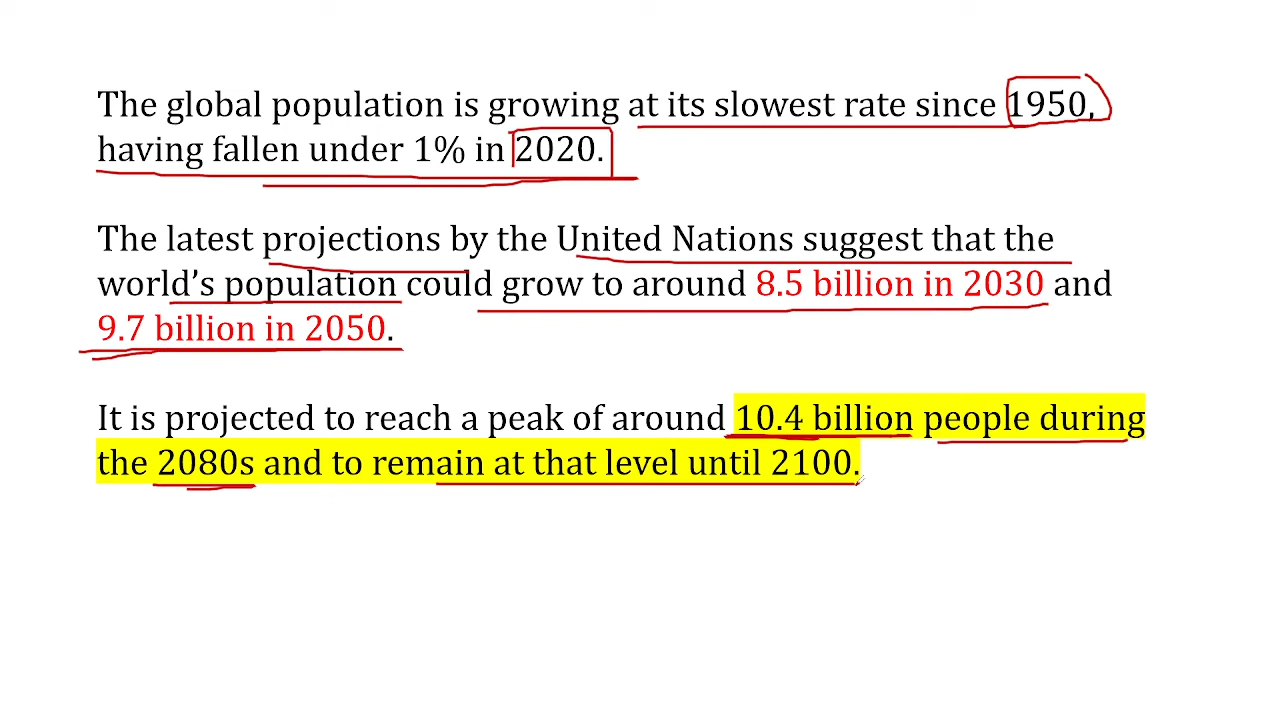 The global population is growing at its slowest rate since 1950,
having fallen under 1% in 2020.
The latest projections by the United Nations suggest that the
world’s population could grow to around 8.5 billion in 2030 and
9.7 billion in 2050.
It is projected to reach a peak of around 10.4 billion people during
the 2080s and to remain at that level until 2100.